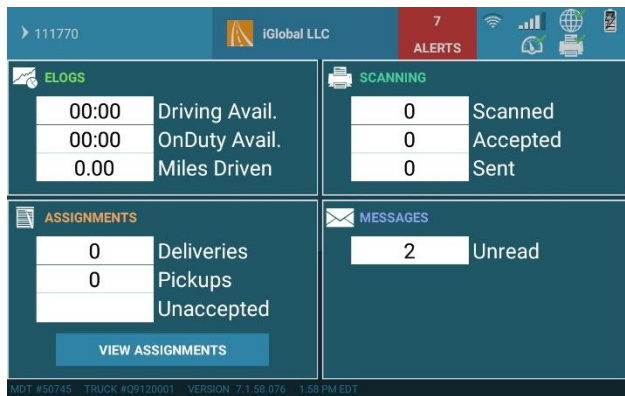 111770
iGlobal LLC
7
ALERTS
ELOGS
00:00 Driving Avail.
00:00 OnDuty Avail.
0.00 Miles Driven
SCANNING
0 Scanned
0 Accepted
0 Sent
ASSIGNMENTS
0 Deliveries
0 Pickups
Unaccepted
VIEW ASSIGNMENTS
MESSAGES
2 Unread
MDT #50745 TRUCK #Q9120001 VERSION 7.1.58.076 1:58 PM EDT